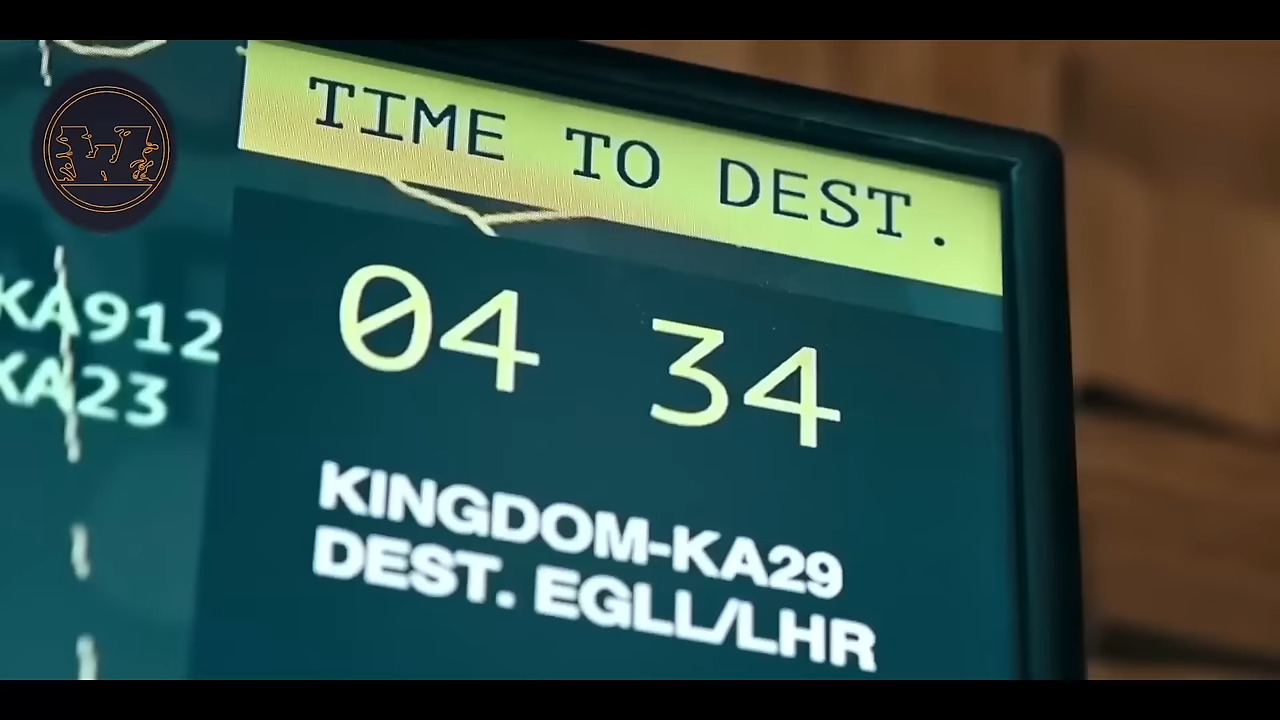 TIME TO DEST.
04 34
KA912
KA23
KINGDOM-KA29
DEST. EGLL/LHR